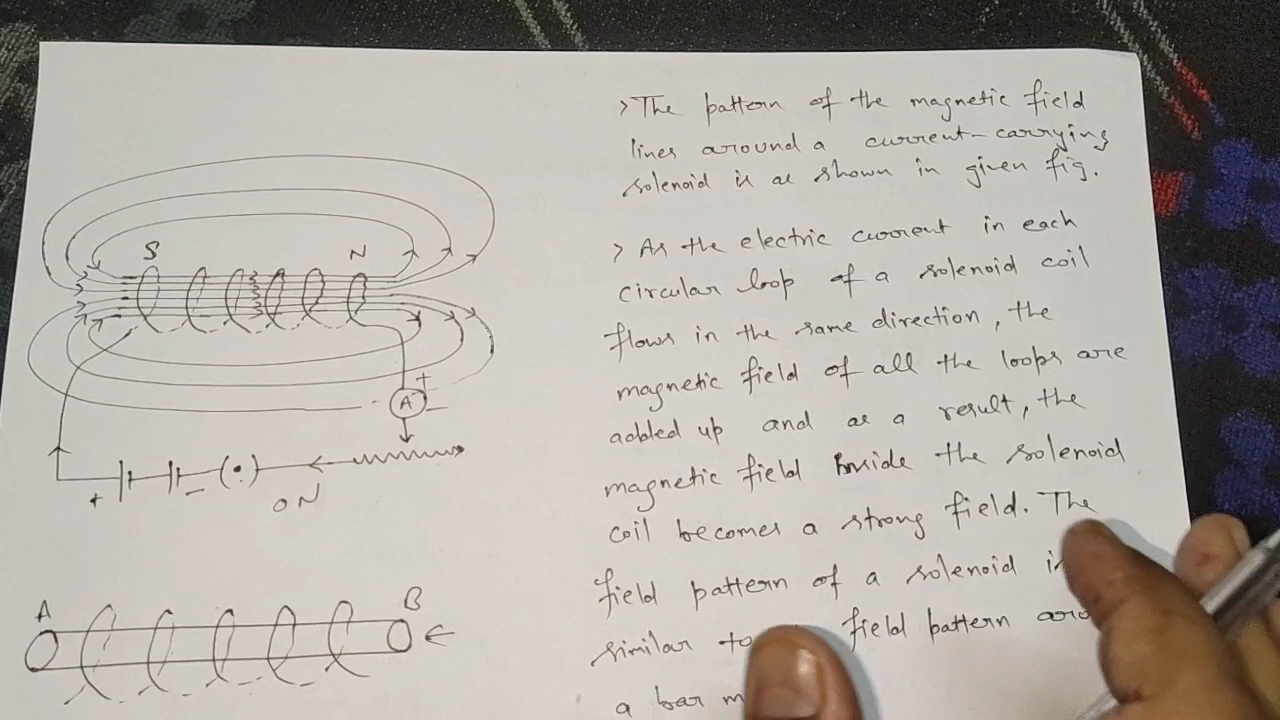 S
N
+
A
-
+
-
(•)
ON
A
B
> The pattern of the magnetic field
lines around a current-carrying
solenoid is as shown in given fig.
> As the electric current in each
circular loop of a solenoid coil
flows in the same direction, the
magnetic field of all the loops are
added up and as a result, the
magnetic field inside the solenoid
coil becomes a strong field. The
field pattern of a solenoid is
similar to field pattern aro
a bar m